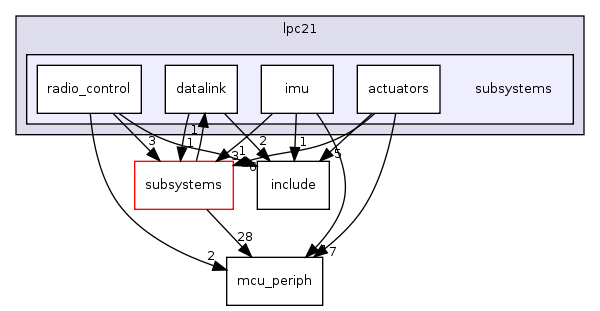 lpc21
radio_control
datalink
imu
actuators
subsystems
3
1
1
2
1
5
3
1
6
subsystems
include
28
2
7
mcu_periph